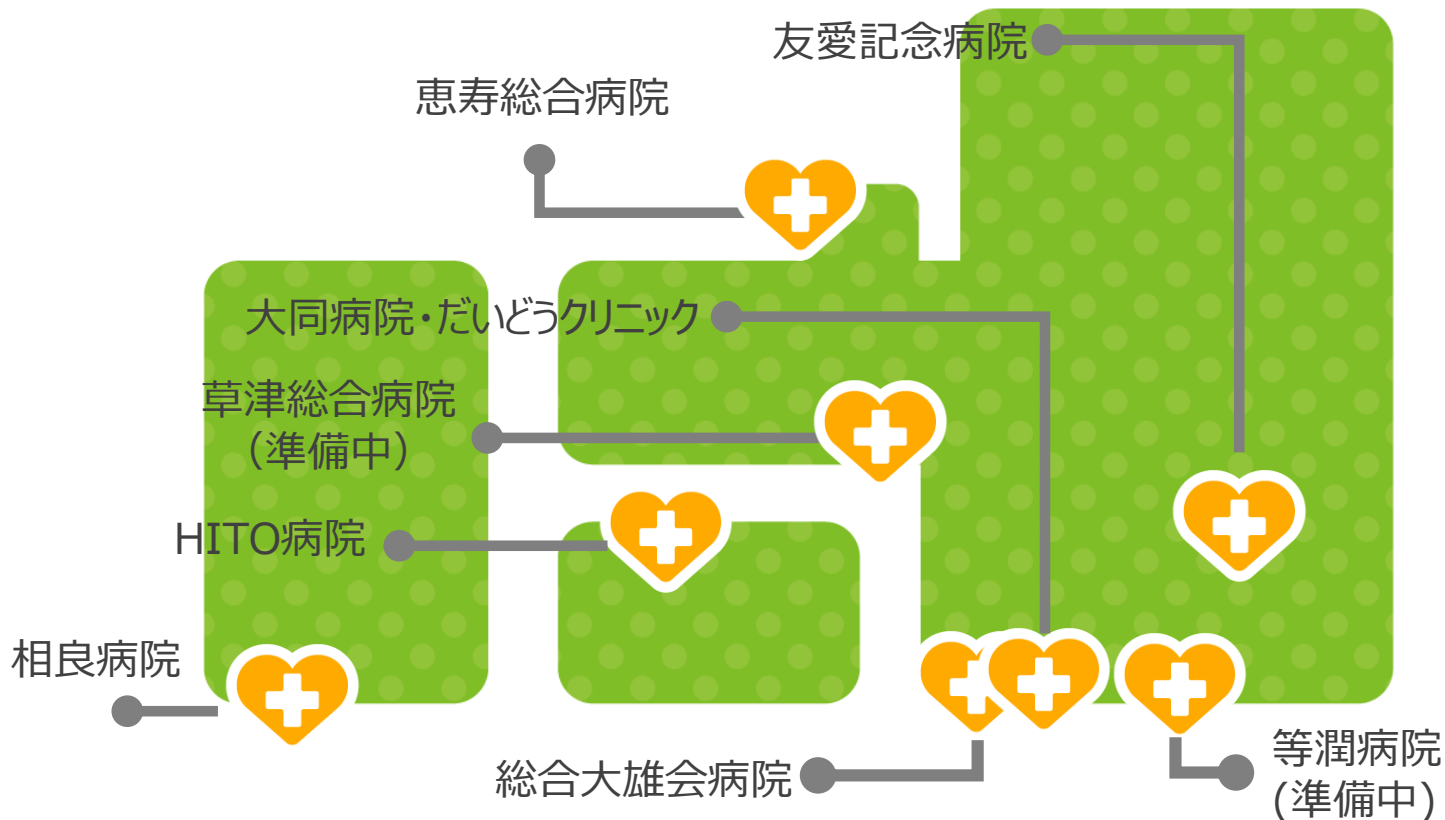 友愛記念病院
恵寿総合病院
大同病院・だいどうクリニック
草津総合病院
（準備中）
HITO病院
相良病院
総合大雄会病院
等潤病院
(準備中)